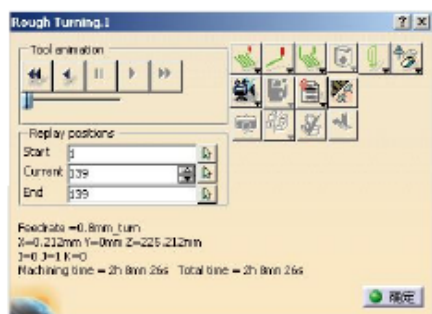 Rough Turning.1
Tool animation
Replay positions
Start 1
Current 139
End 139
Feedrate =0.8mm_turn
X=0.212mm Y=0mm Z=225.212mm
I=0 J=1 K=0
Machining time = 2h 8mn 26s Total time = 2h 8mn 26s
確定